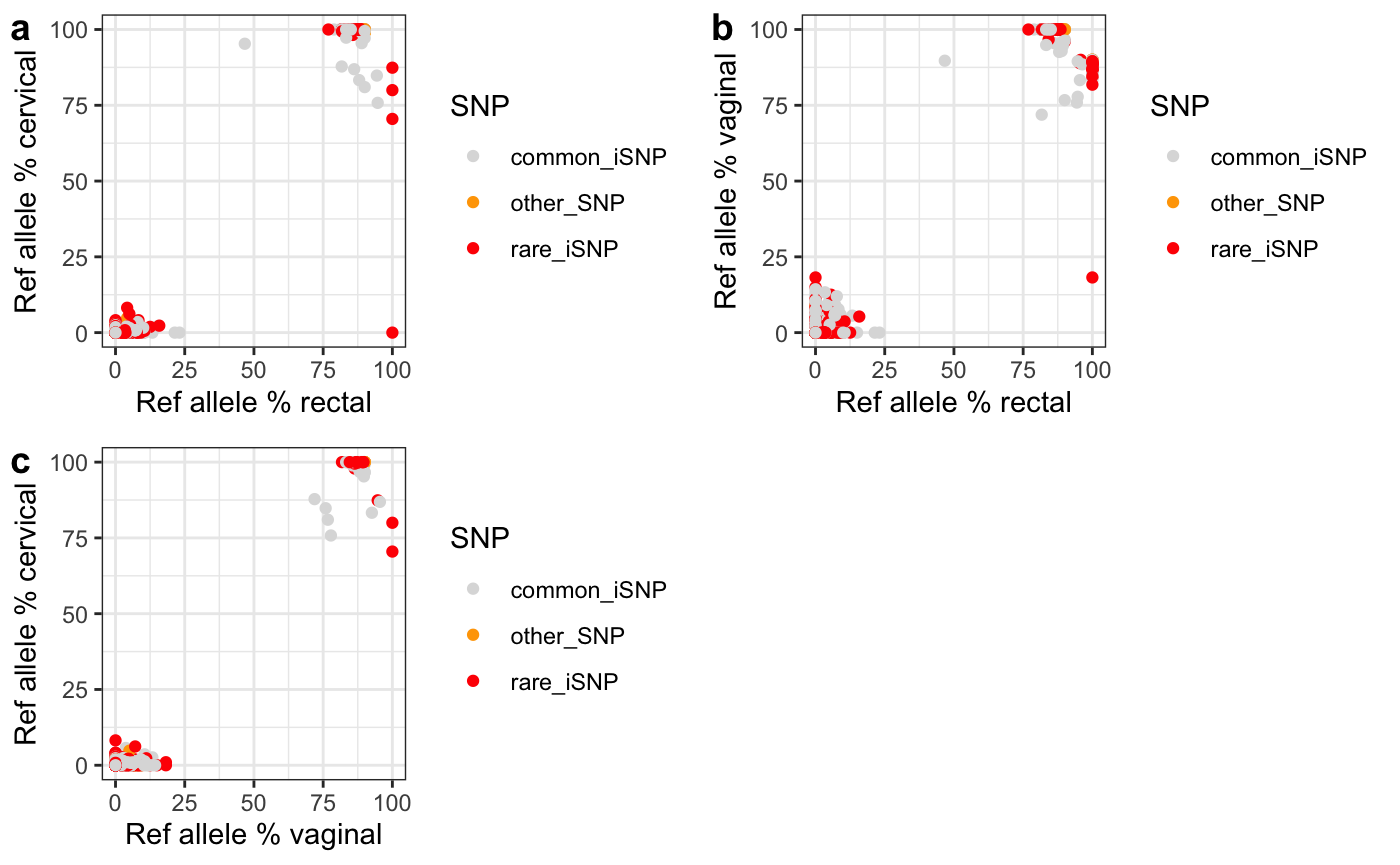 a
Ref allele % cervical
100
75
50
25
0
0 25 50 75 100
Ref allele % rectal
SNP
common_iSNP
other_SNP
rare_iSNP
b
Ref allele % vaginal
100
75
50
25
0
0 25 50 75 100
Ref allele % rectal
SNP
common_iSNP
other_SNP
rare_iSNP
c
Ref allele % cervical
100
75
50
25
0
0 25 50 75 100
Ref allele % vaginal
SNP
common_iSNP
other_SNP
rare_iSNP